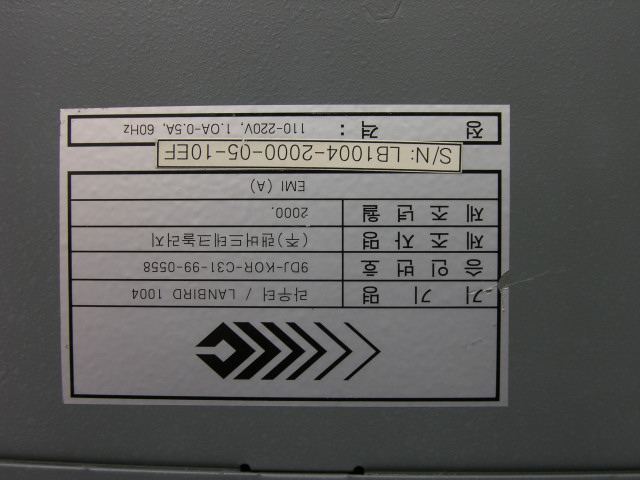 기 기 명 라우터 / LANBIRD 1004
승 인 번 호 9DJ-KOR-C31-99-0558
제 조 자 명 (주)랜버드테크놀러지
제 조 년 월 2000.
EMI (A)
S/N: LB1004-2000-05-10EF
정 격 : 110-220V, 1.0A-0.5A, 60Hz